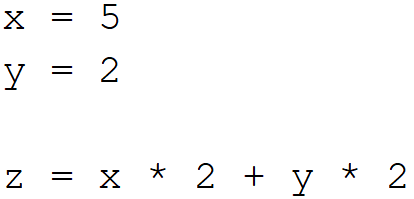 x = 5
y = 2
z = x * 2 + y * 2